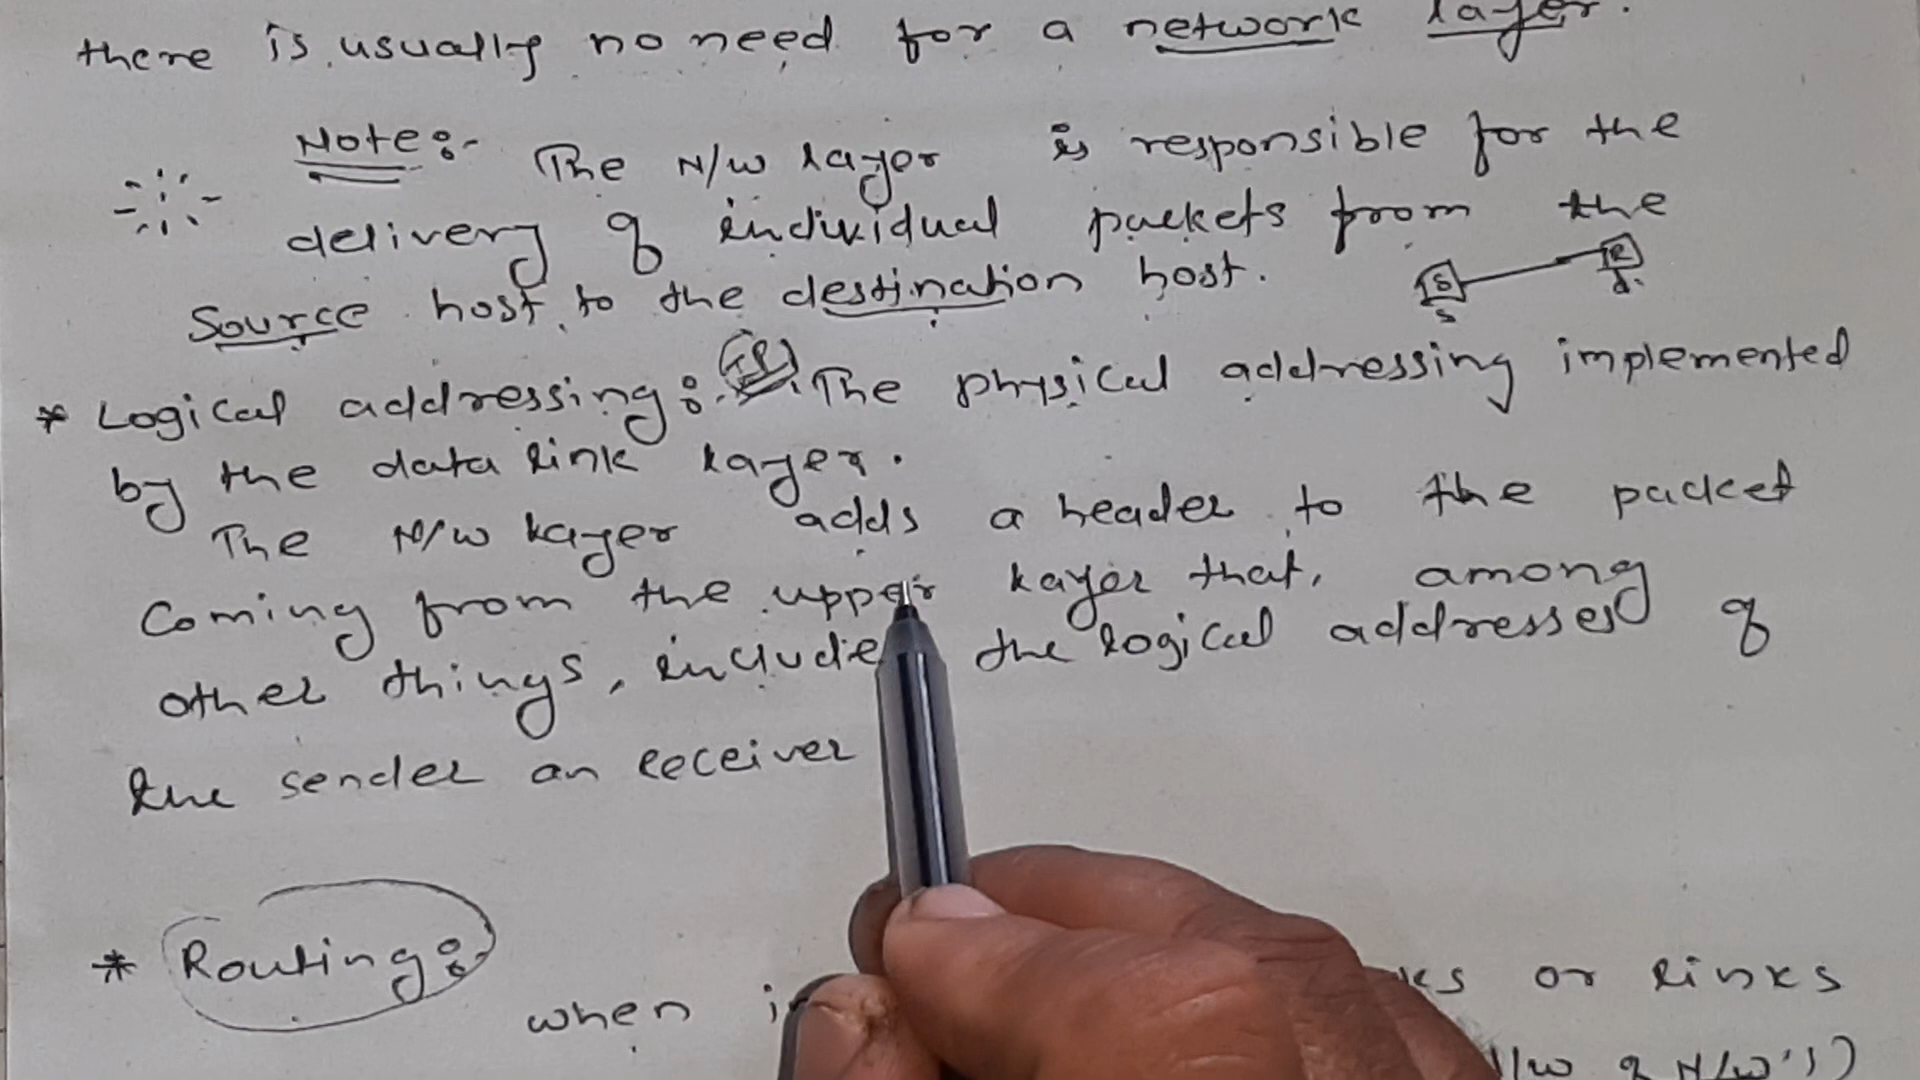 there is usually no need for a network layer.
Note:- The N/W layer is responsible for the
delivery of individual packets from the
Source host to the destination host.
S R
s d.
* Logical addressing:- The physical addressing implemented
by the data link layer.
The N/W layer adds a header to the packet
Coming from the upper layer that, among
other things, includes the logical addresses of
the sender an receiver
* Routing:-
when or links
N/W'S)